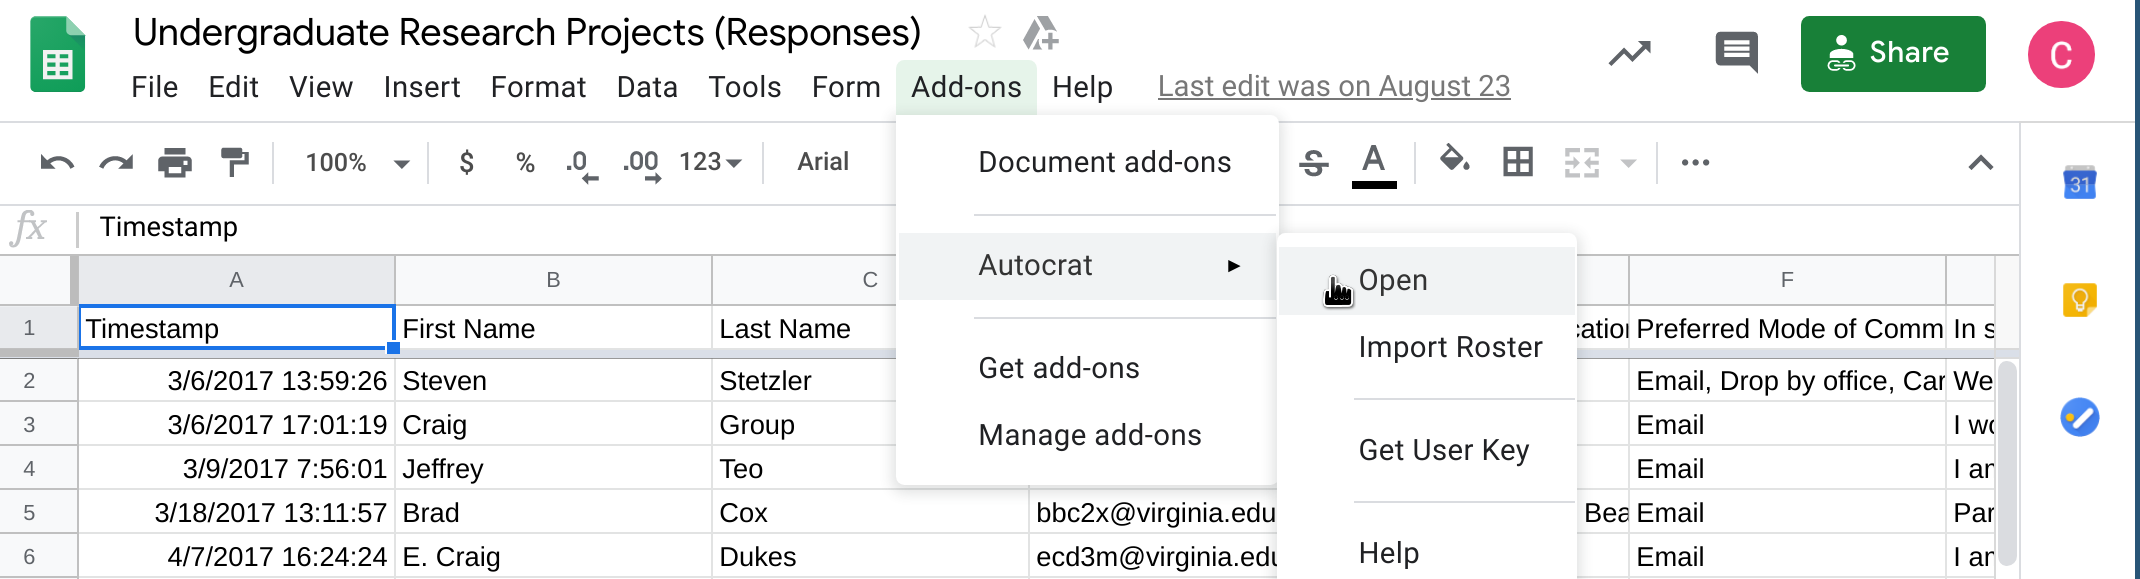 Undergraduate Research Projects (Responses)
File Edit View Insert Format Data Tools Form Add-ons Help Last edit was on August 23
Share
C
100% $ % .0 .00 123 Arial A
31
fx Timestamp
Document add-ons
Autocrat
Get add-ons
Manage add-ons
Open
Import Roster
Get User Key
Help
A B C F
1 Timestamp First Name Last Name Preferred Mode of Comm In s
2 3/6/2017 13:59:26 Steven Stetzler Email, Drop by office, Car We
3 3/6/2017 17:01:19 Craig Group Email I wo
4 3/9/2017 7:56:01 Jeffrey Teo Email I am
5 3/18/2017 13:11:57 Brad Cox bbc2x@virginia.edu Bea Email Par
6 4/7/2017 16:24:24 E. Craig Dukes ecd3m@virginia.edu Email I am